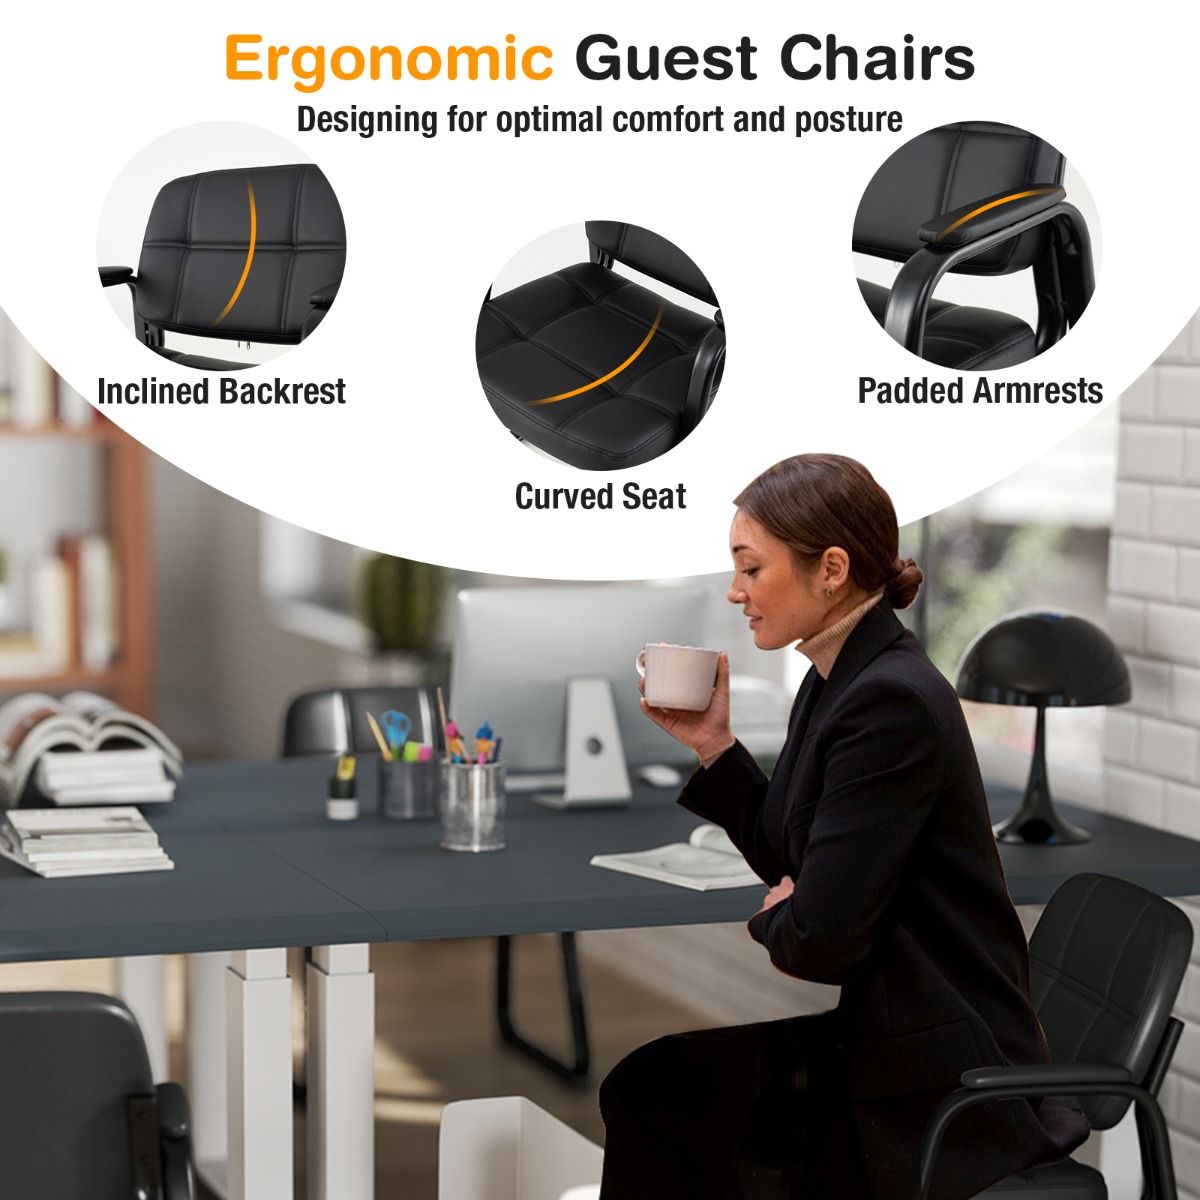 Ergonomic Guest Chairs
Designing for optimal comfort and posture
Inclined Backrest
Padded Armrests
Curved Seat